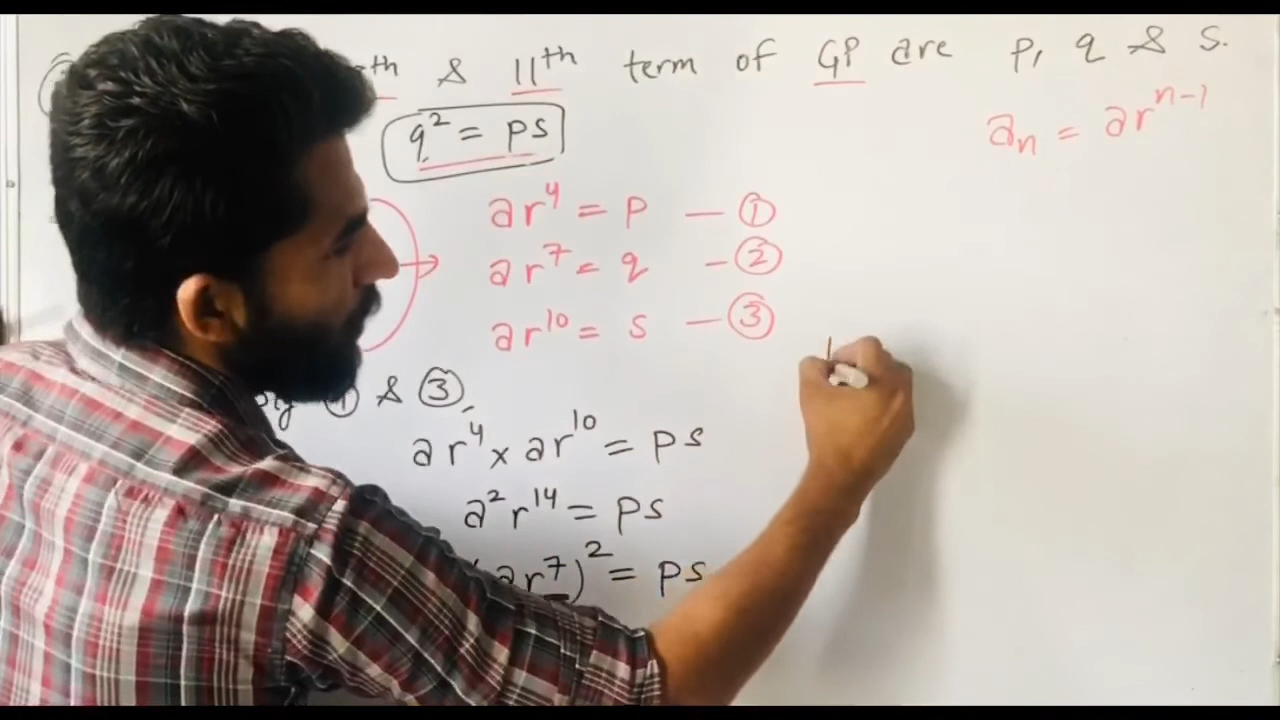 th & 11th term of GP are p, q & s.
q² = ps
aₙ = arⁿ⁻¹
ar⁴ = p — ①
ar⁷ = q — ②
ar¹⁰ = s — ③
① & ③,
ar⁴ × ar¹⁰ = ps
a²r¹⁴ = ps
(ar⁷)² = ps